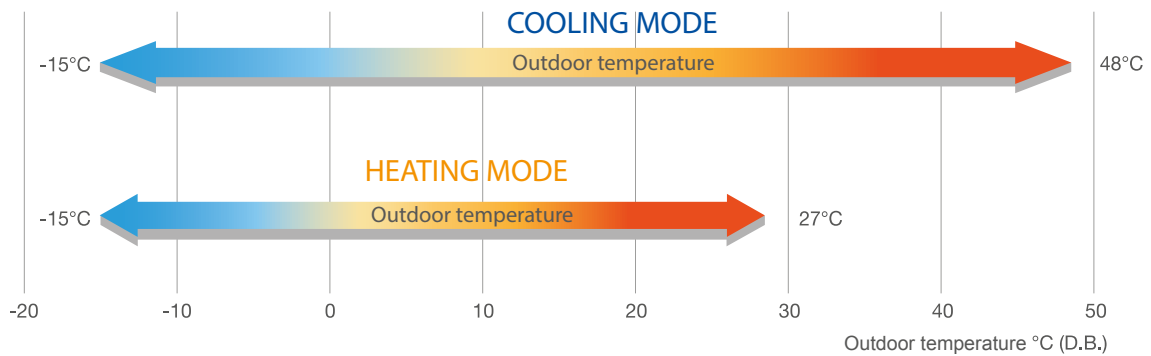 COOLING MODE
-15°C Outdoor temperature 48°C
HEATING MODE
-15°C Outdoor temperature 27°C
-20 -10 0 10 20 30 40 50
Outdoor temperature °C (D.B.)